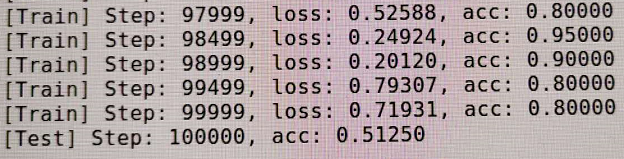 [Train] Step: 97999, loss: 0.52588, acc: 0.80000
[Train] Step: 98499, loss: 0.24924, acc: 0.95000
[Train] Step: 98999, loss: 0.20120, acc: 0.90000
[Train] Step: 99499, loss: 0.79307, acc: 0.80000
[Train] Step: 99999, loss: 0.71931, acc: 0.80000
[Test] Step: 100000, acc: 0.51250